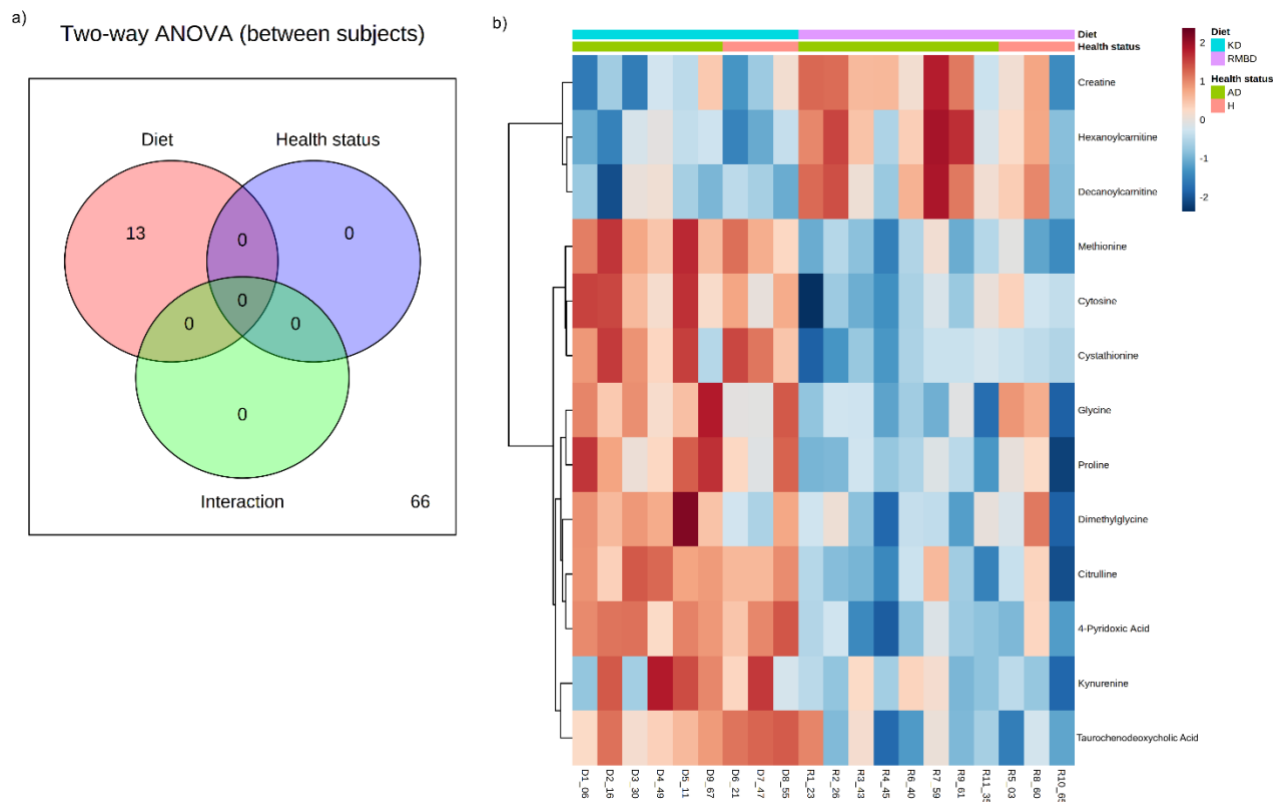 a)
Two-way ANOVA (between subjects)
Diet
Health status
13
0
0
0
0
0
0
Interaction
66
b)
Diet
Health status
Creatine
Hexanoylcarnitine
Decanoylcarnitine
Methionine
Cytosine
Cystathionine
Glycine
Proline
Dimethylglycine
Citrulline
4-Pyridoxic Acid
Kynurenine
Taurochenodeoxycholic Acid
D1_06
D2_16
D3_30
D4_49
D5_11
D9_67
D6_21
D7_47
D8_55
R1_23
R2_26
R3_43
R4_45
R6_40
R7_59
R9_61
R11_35
R5_03
R8_60
R10_65
2
1
0
-1
-2
Diet
KD
RMBD
Health status
AD
H